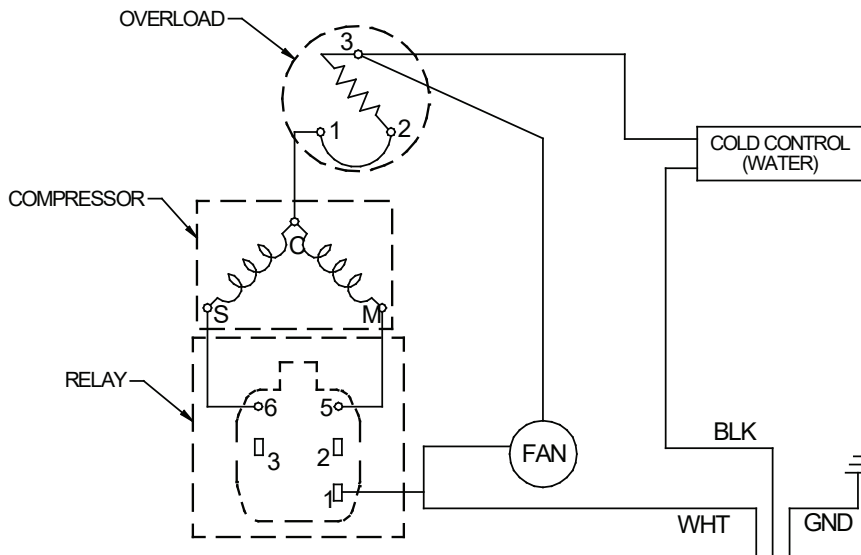 OVERLOAD
3
1
2
COLD CONTROL
(WATER)
COMPRESSOR
C
S
M
RELAY
6
5
3
2
1
FAN
BLK
WHT
GND